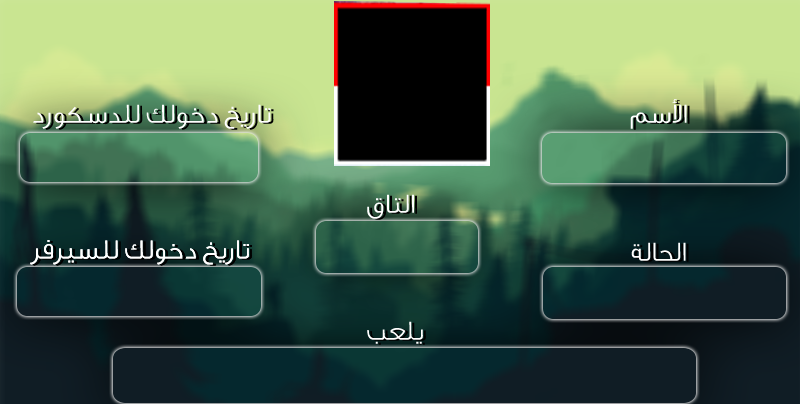 الأسم
تاريخ دخولك للدسكورد
التاق
الحالة
تاريخ دخولك للسيرفر
يلعب